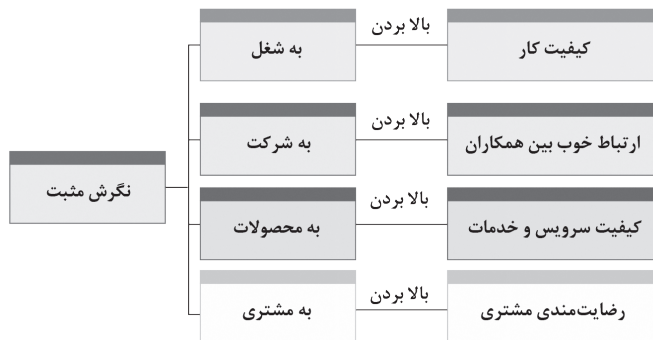 نگرش مثبت
به شغل
بالا بردن
کیفیت کار
به شرکت
بالا بردن
ارتباط خوب بین همکاران
به محصولات
بالا بردن
کیفیت سرویس و خدمات
به مشتری
بالا بردن
رضایت‌مندی مشتری